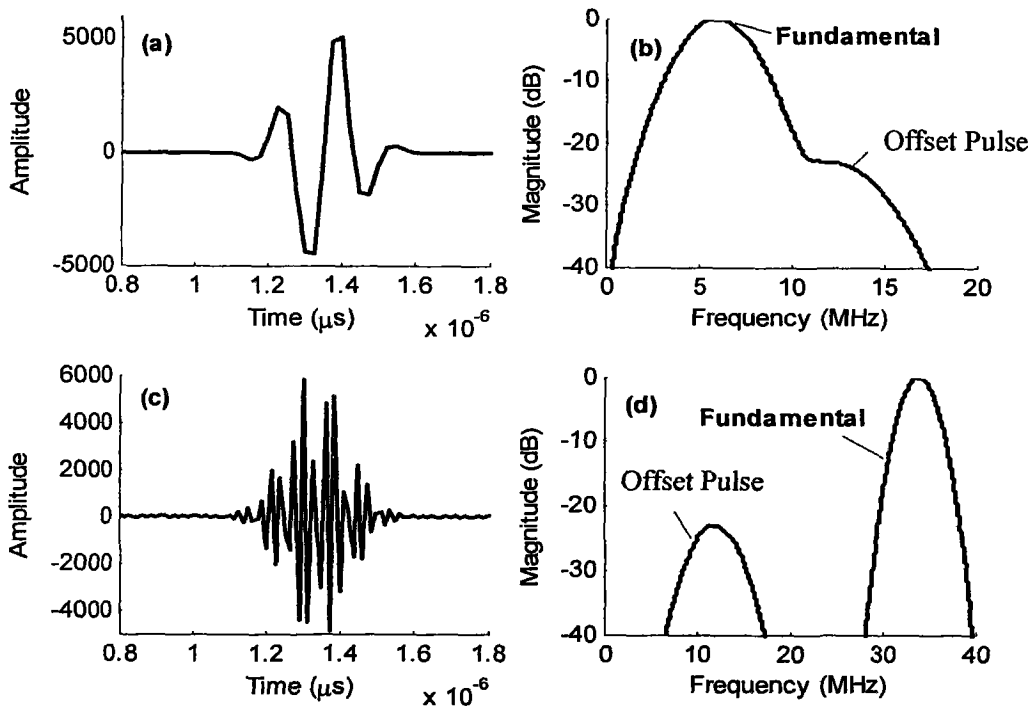 (a)
Amplitude
5000
0
-5000
0.8 1 1.2 1.4 1.6 1.8
Time (μs)
x 10^-6
(b)
Magnitude (dB)
0
-10
-20
-30
-40
Fundamental
Offset Pulse
0 5 10 15 20
Frequency (MHz)
(c)
Amplitude
6000
4000
2000
0
-2000
-4000
0.8 1 1.2 1.4 1.6 1.8
Time (μs)
x 10^-6
(d)
Magnitude (dB)
0
-10
-20
-30
-40
Fundamental
Offset Pulse
0 10 20 30 40
Frequency (MHz)